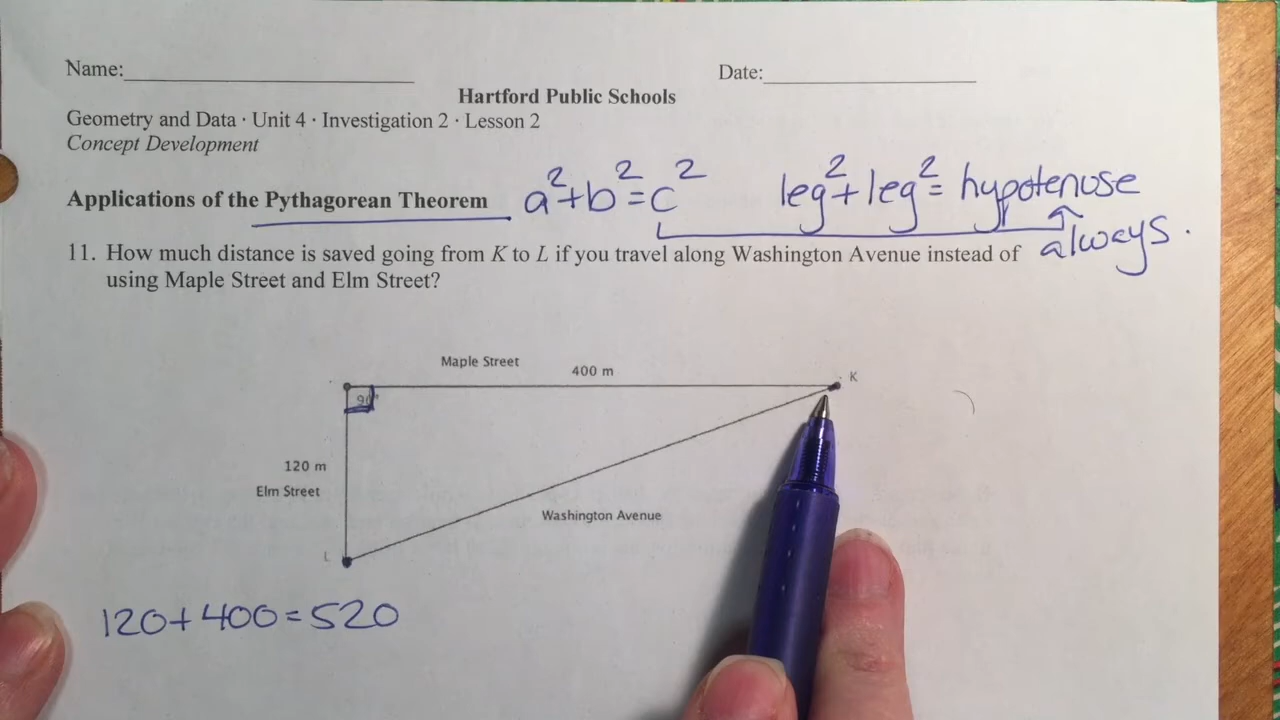 Name:____________________ Date:____________________
Hartford Public Schools
Geometry and Data · Unit 4 · Investigation 2 · Lesson 2
Concept Development
Applications of the Pythagorean Theorem a²+b²=c² leg²+leg²=hypotenuse
always.
11. How much distance is saved going from K to L if you travel along Washington Avenue instead of
using Maple Street and Elm Street?
Maple Street
400 m
K
90°
120 m
Elm Street
Washington Avenue
L
120+400=520